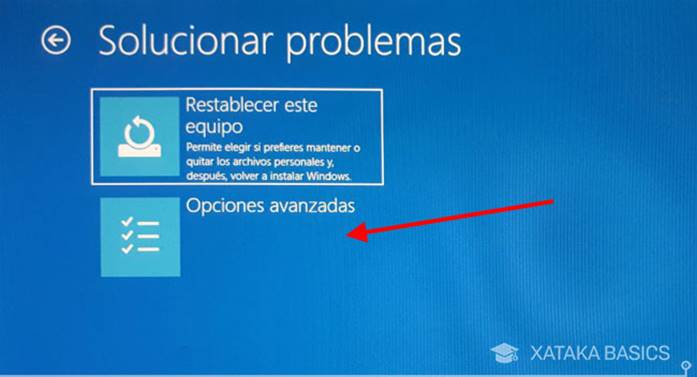 Solucionar problemas
Restablecer este
equipo
Permite elegir si prefieres mantener o
quitar los archivos personales y,
después, volver a instalar Windows.
Opciones avanzadas
XATAKA BASICS